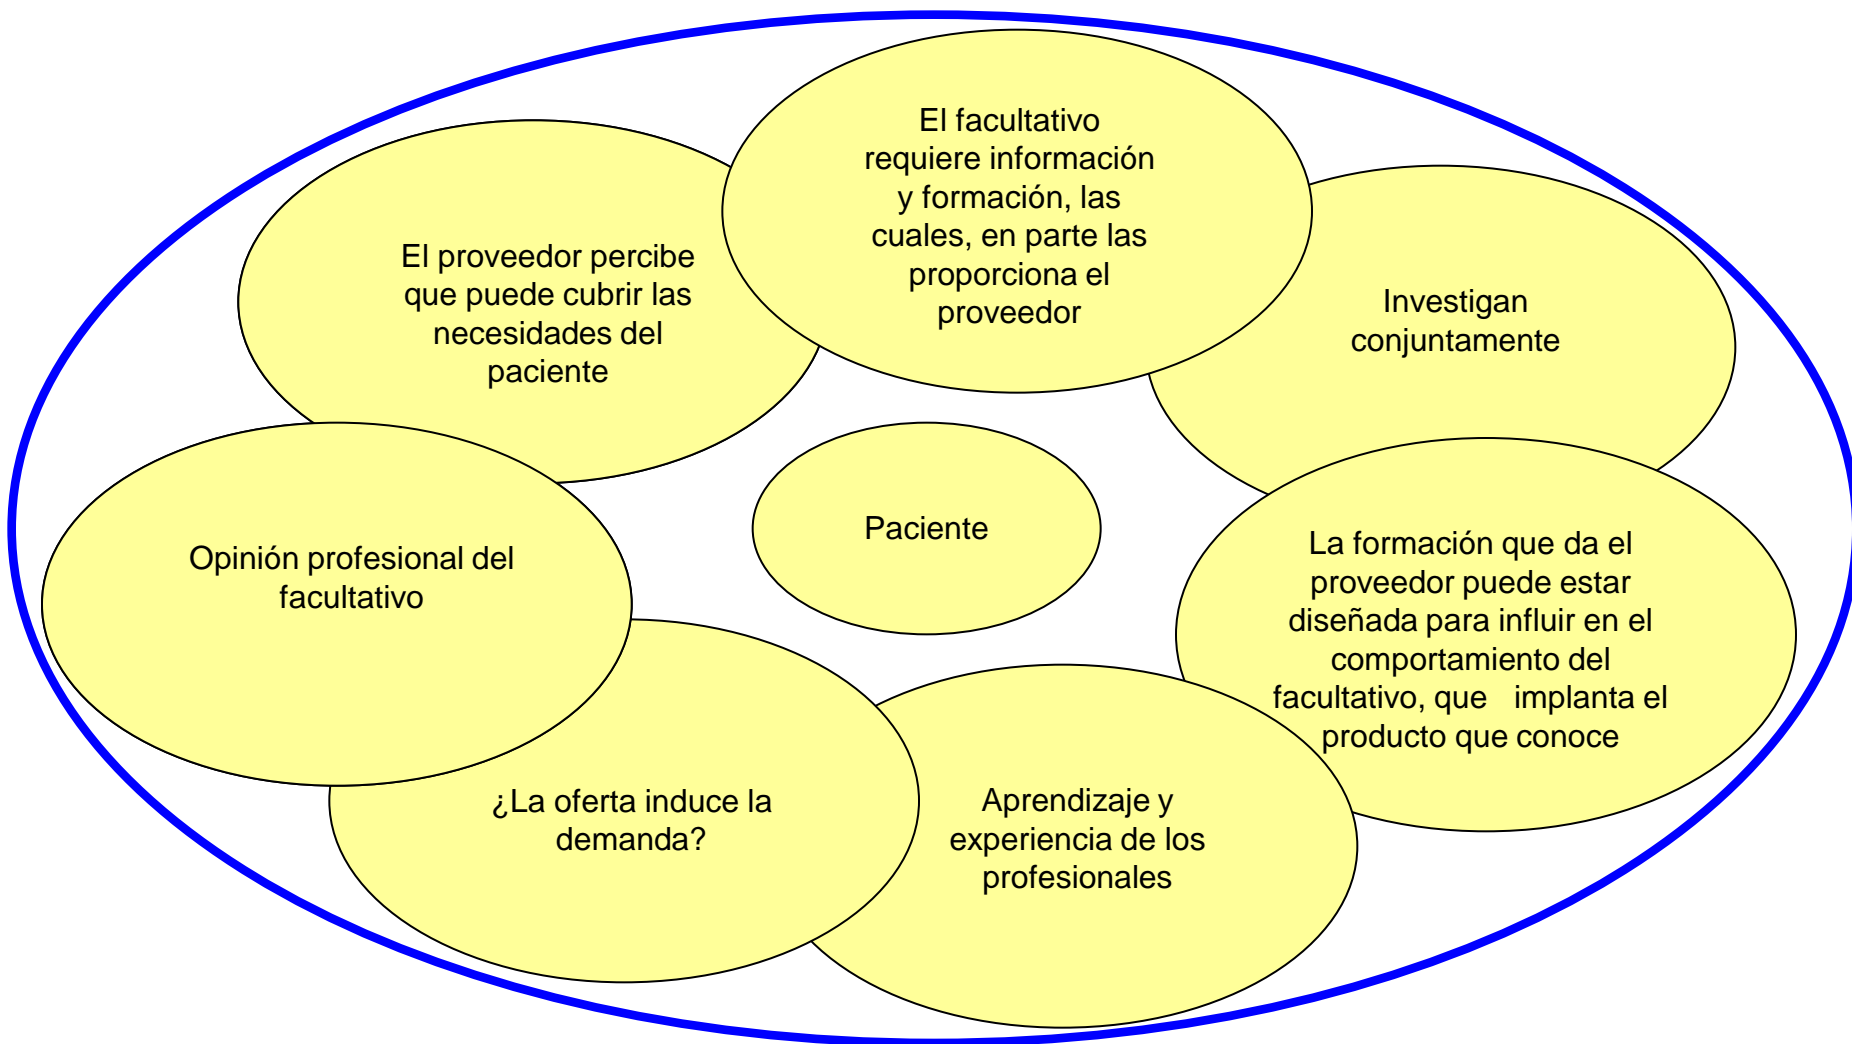 El facultativo
requiere información
y formación, las
cuales, en parte las
proporciona el
proveedor
El proveedor percibe
que puede cubrir las
necesidades del
paciente
Investigan
conjuntamente
Paciente
Opinión profesional del
facultativo
La formación que da el
proveedor puede estar
diseñada para influir en el
comportamiento del
facultativo, que implanta el
producto que conoce
¿La oferta induce la
demanda?
Aprendizaje y
experiencia de los
profesionales